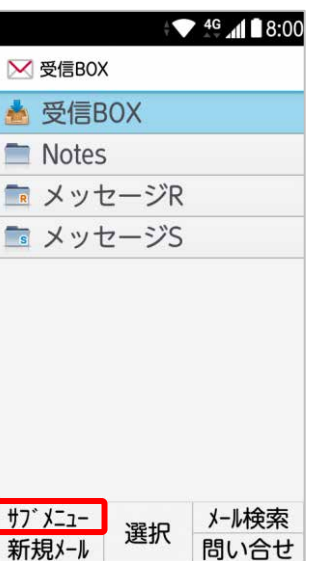 4G 8:00
受信BOX
受信BOX
Notes
メッセージR
メッセージS
ｻﾌﾞﾒﾆｭｰ ﾒｰﾙ検索
選択
新規ﾒｰﾙ 問い合せ